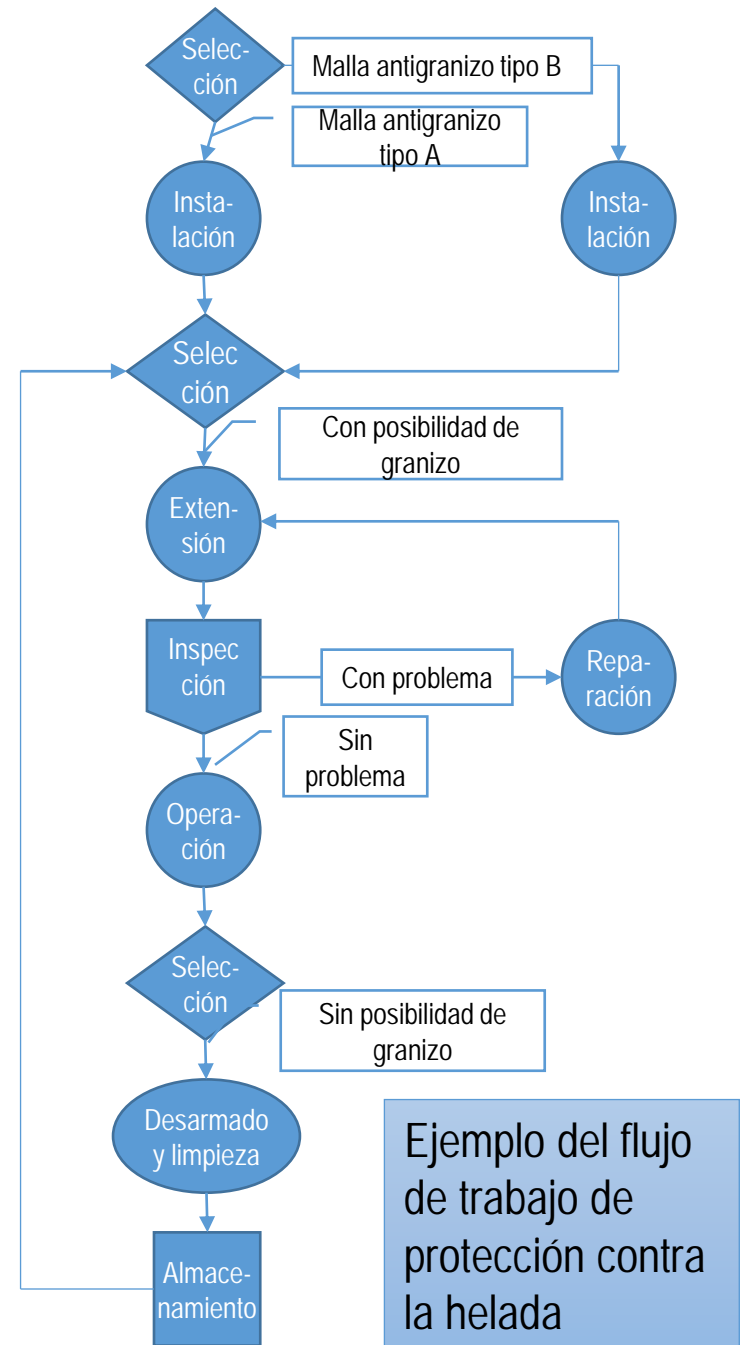 Selec-
ción
Malla antigranizo tipo B
Malla antigranizo
tipo A
Insta-
lación
Insta-
lación
Selec
ción
Con posibilidad de
granizo
Exten-
sión
Inspec
ción
Con problema
Repa-
ración
Sin
problema
Opera-
ción
Selec-
ción
Sin posibilidad de
granizo
Desarmado
y limpieza
Almace-
namiento
Ejemplo del flujo
de trabajo de
protección contra
la helada